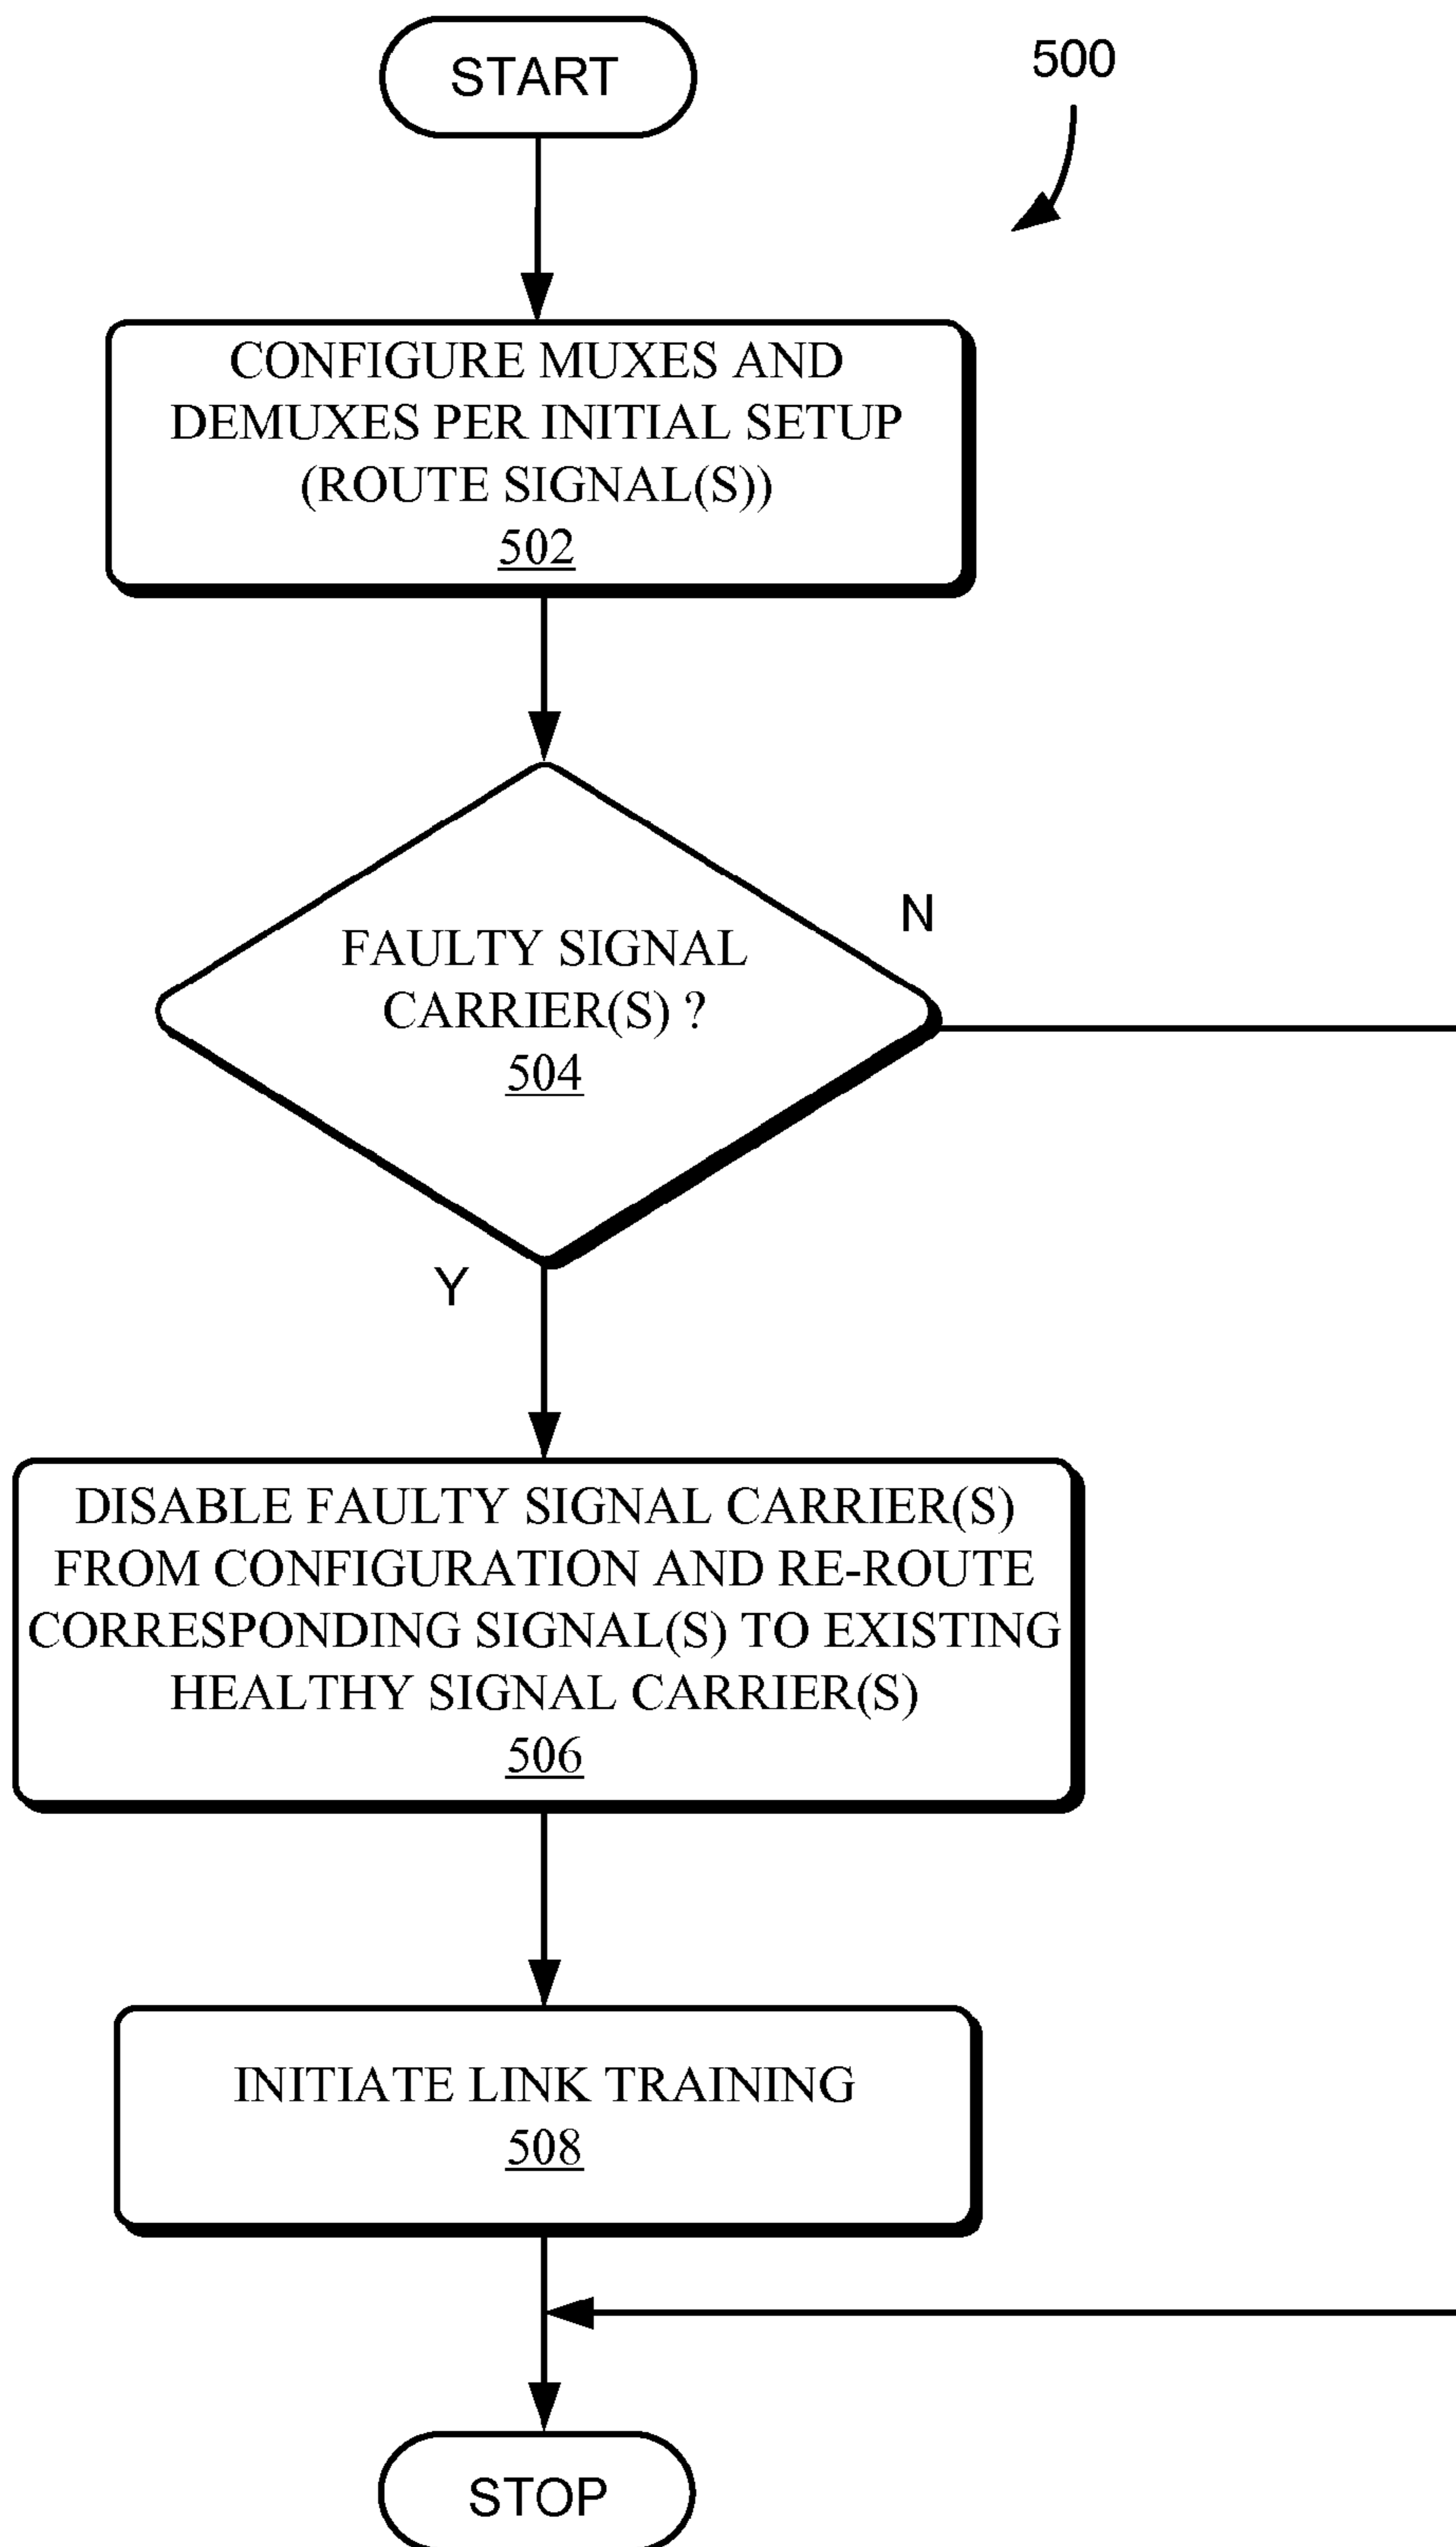 START
500
CONFIGURE MUXES AND
DEMUXES PER INITIAL SETUP
(ROUTE SIGNAL(S))
502
N
FAULTY SIGNAL
CARRIER(S) ?
504
Y
DISABLE FAULTY SIGNAL CARRIER(S)
FROM CONFIGURATION AND RE-ROUTE
CORRESPONDING SIGNAL(S) TO EXISTING
HEALTHY SIGNAL CARRIER(S)
506
INITIATE LINK TRAINING
508
STOP